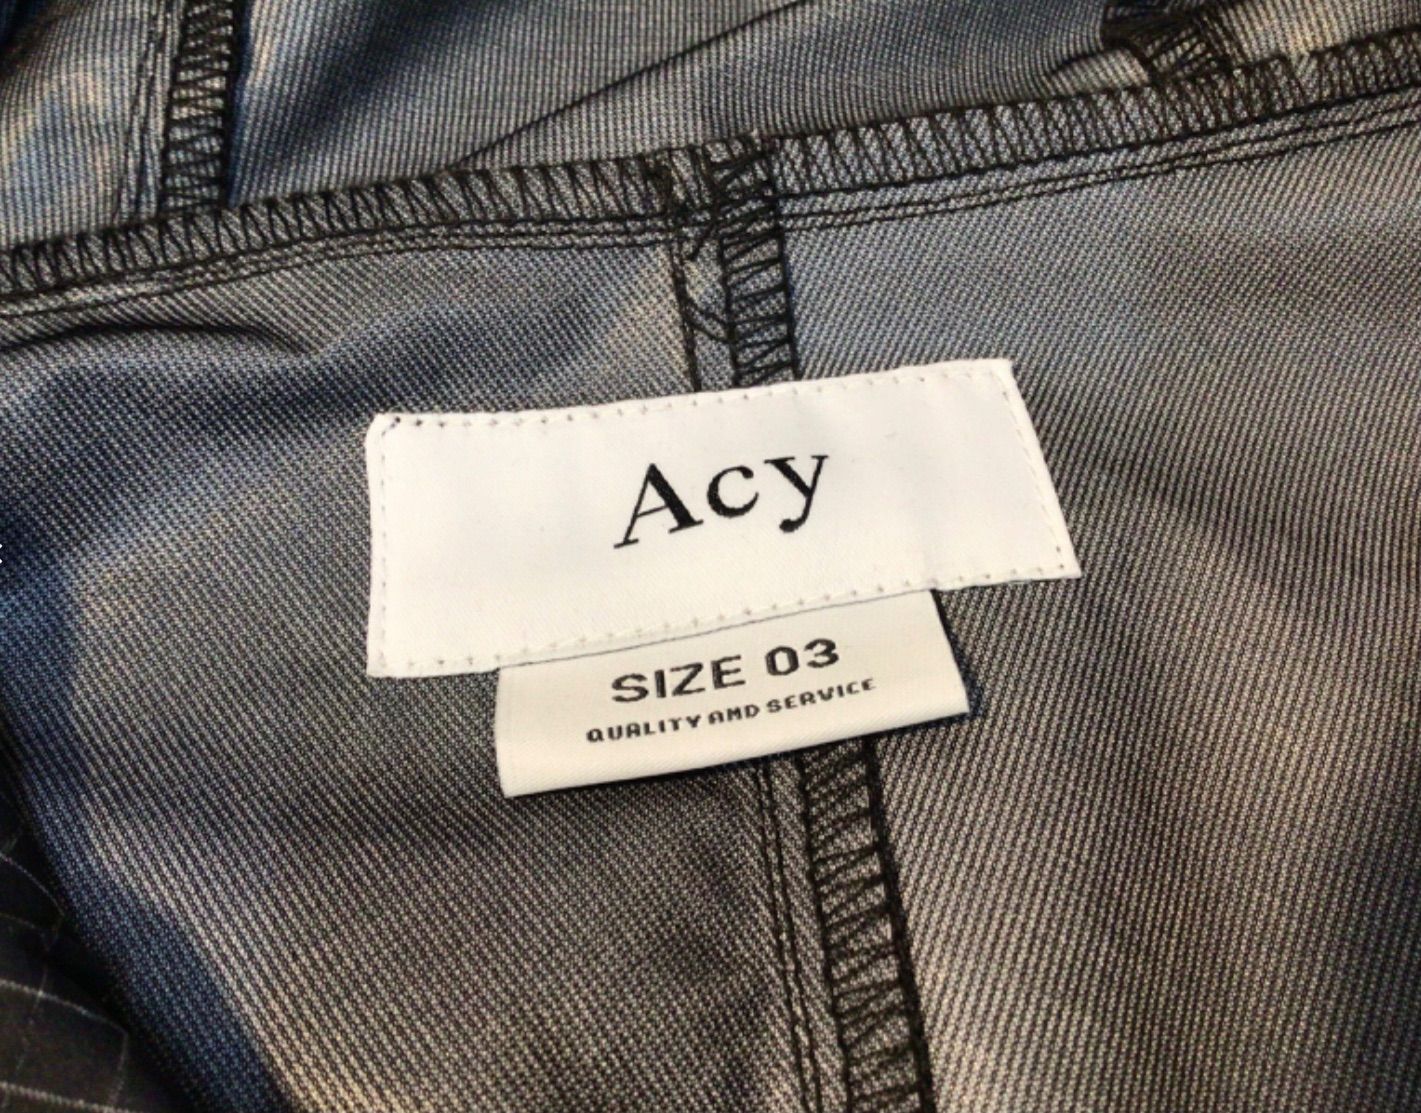 Acy
SIZE 03
QUALITY AND SERVICE